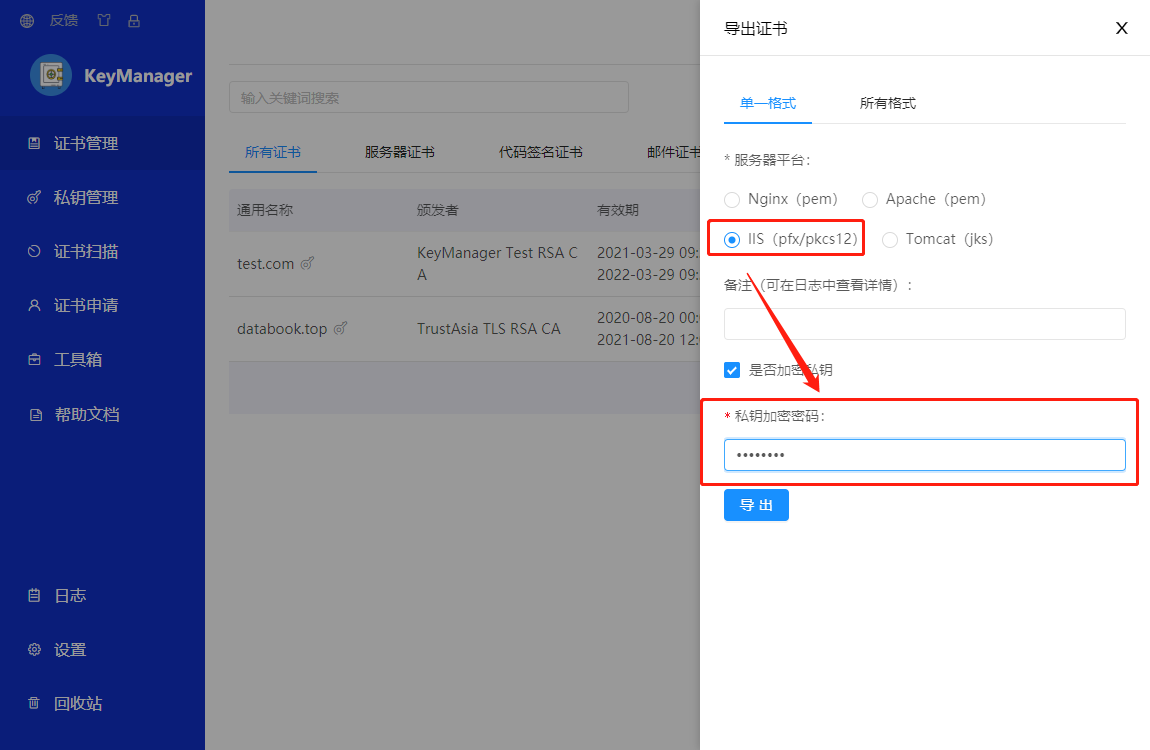 反馈
KeyManager
证书管理
私钥管理
证书扫描
证书申请
工具箱
帮助文档
日志
设置
回收站
输入关键词搜索
所有证书 服务器证书 代码签名证书 邮件证书
通用名称 颁发者 有效期
test.com KeyManager Test RSA C
A
2021-03-29 09:
2022-03-29 09:
databook.top TrustAsia TLS RSA CA
2020-08-20 00:
2021-08-20 12:
导出证书 X
单一格式 所有格式
* 服务器平台:
Nginx（pem） Apache（pem）
IIS（pfx/pkcs12） Tomcat（jks）
备注（可在日志中查看详情）:
是否加密私钥
* 私钥加密密码:
••••••••
导 出